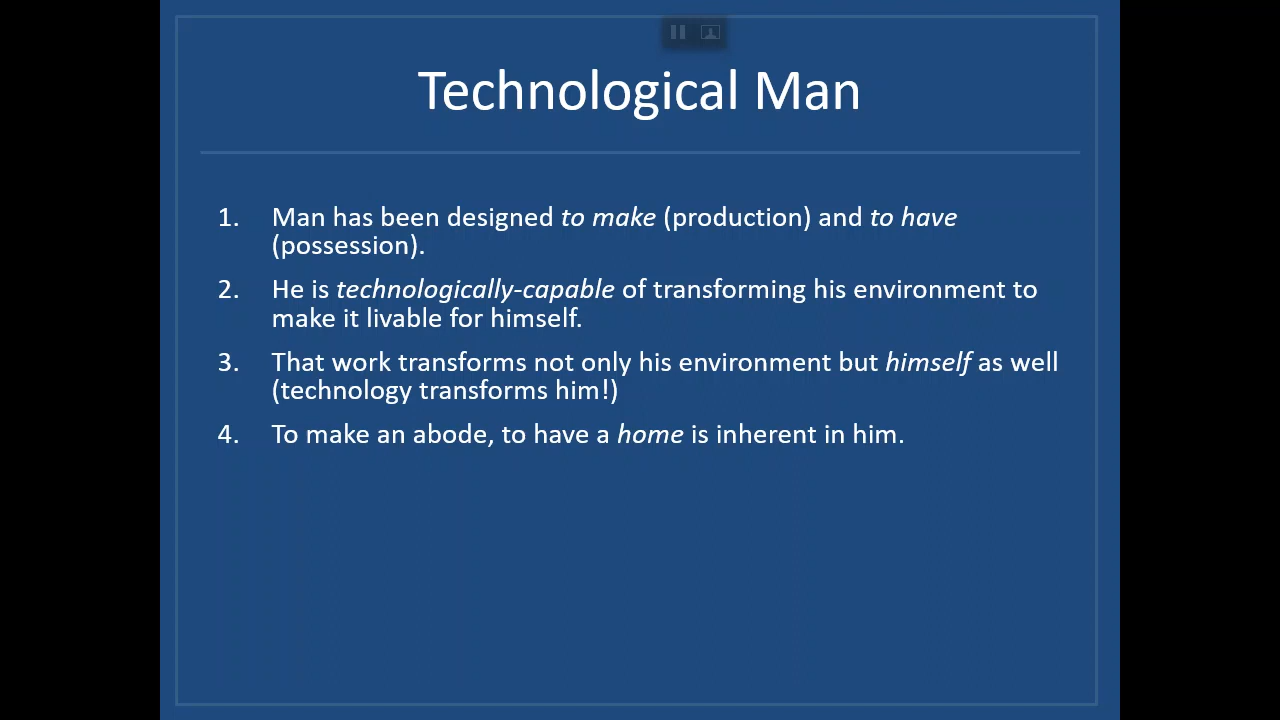 Technological Man
1. Man has been designed to make (production) and to have
(possession).
2. He is technologically-capable of transforming his environment to
make it livable for himself.
3. That work transforms not only his environment but himself as well
(technology transforms him!)
4. To make an abode, to have a home is inherent in him.